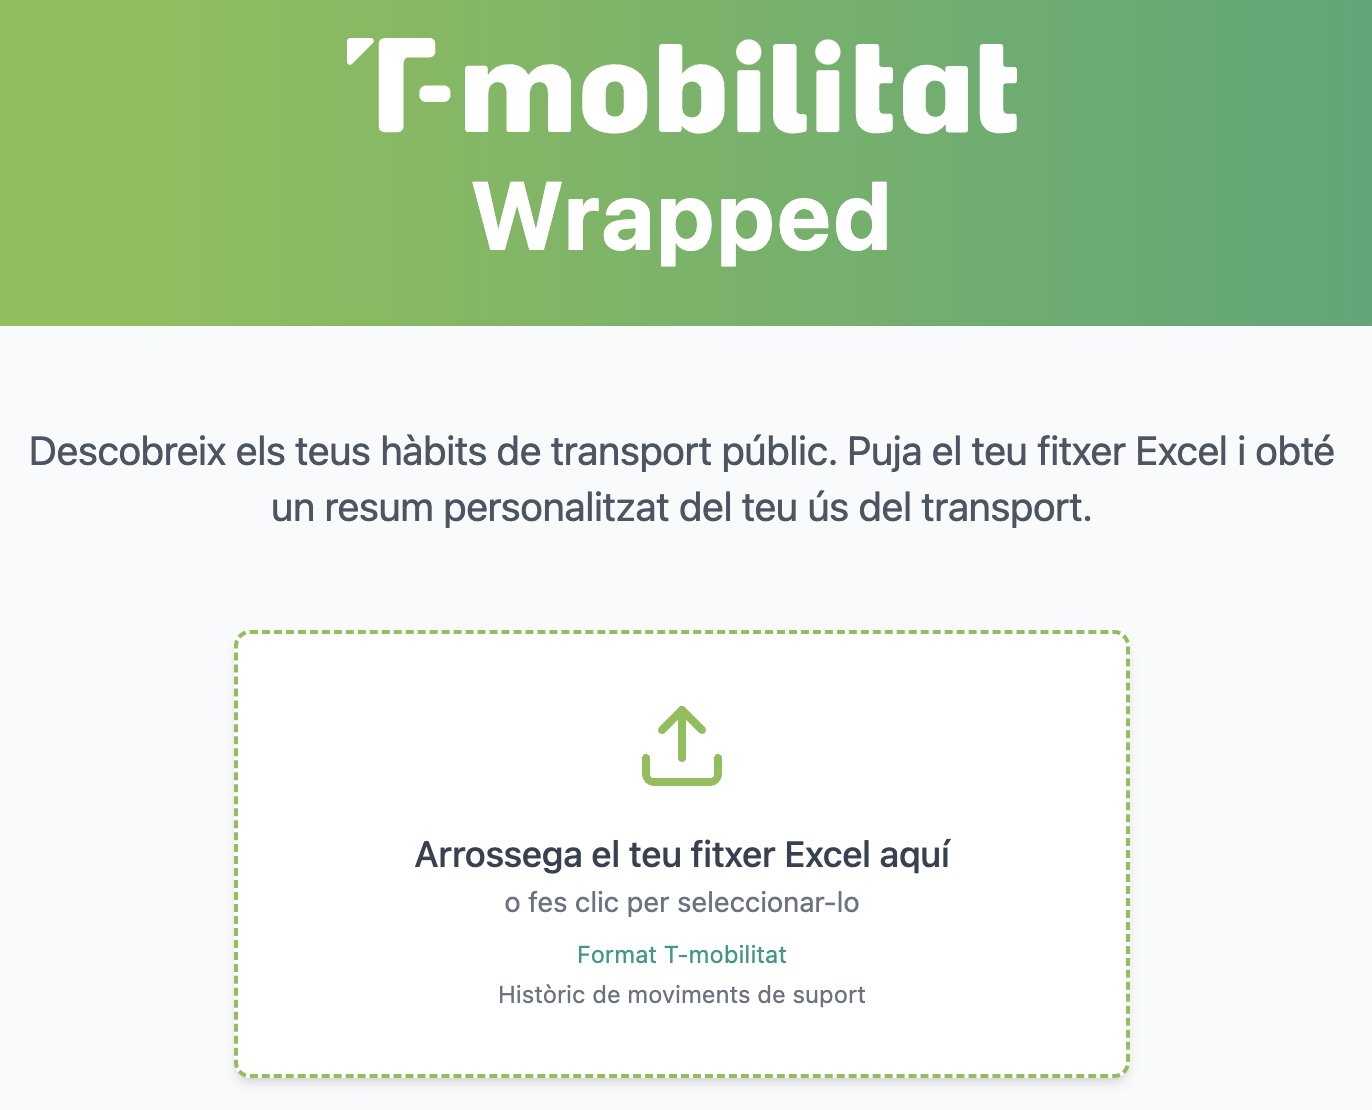 T-mobilitat
Wrapped
Descobreix els teus hàbits de transport públic. Puja el teu fitxer Excel i obté
un resum personalitzat del teu ús del transport.
Arrossega el teu fitxer Excel aquí
o fes clic per seleccionar-lo
Format T-mobilitat
Històric de moviments de suport